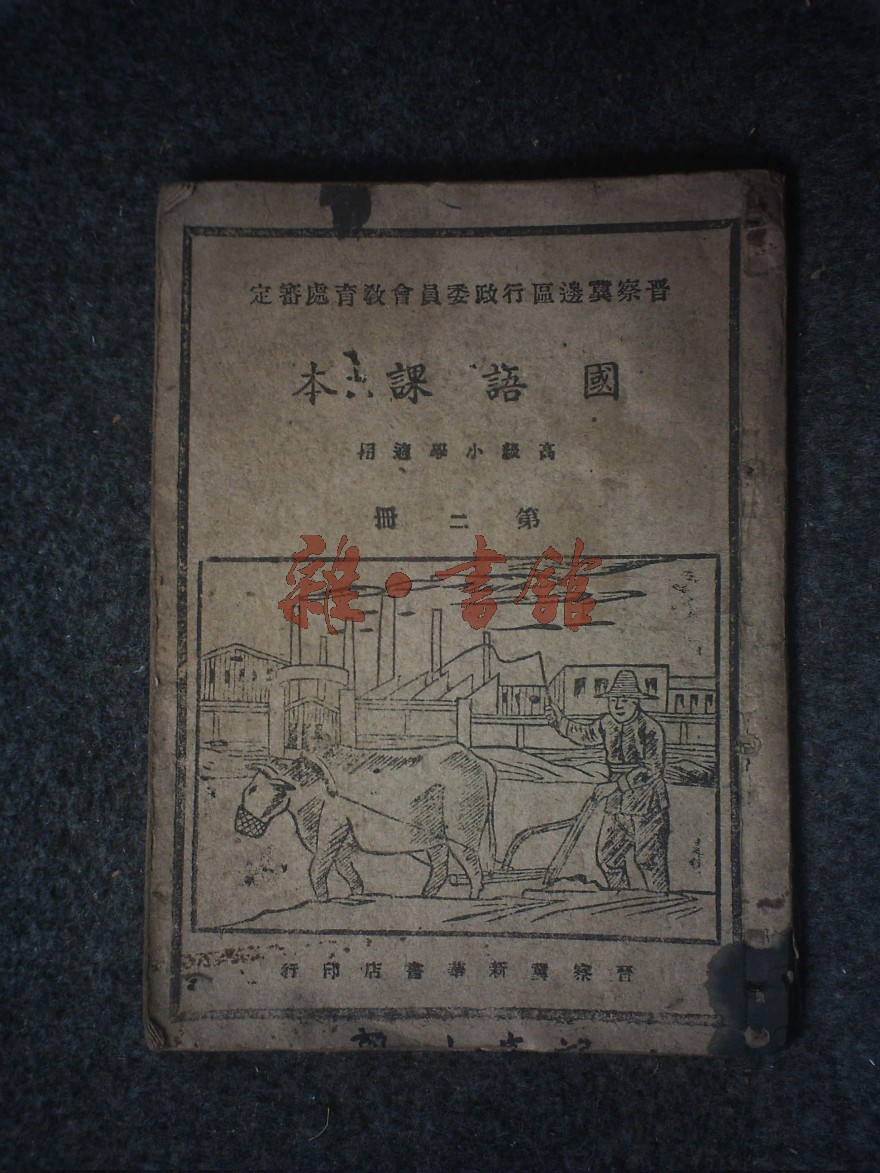 晋察冀邊區行政委員會教育處審定
國語課本
高級小學適用
第二冊
雜·書館
晋察冀新華書店印行